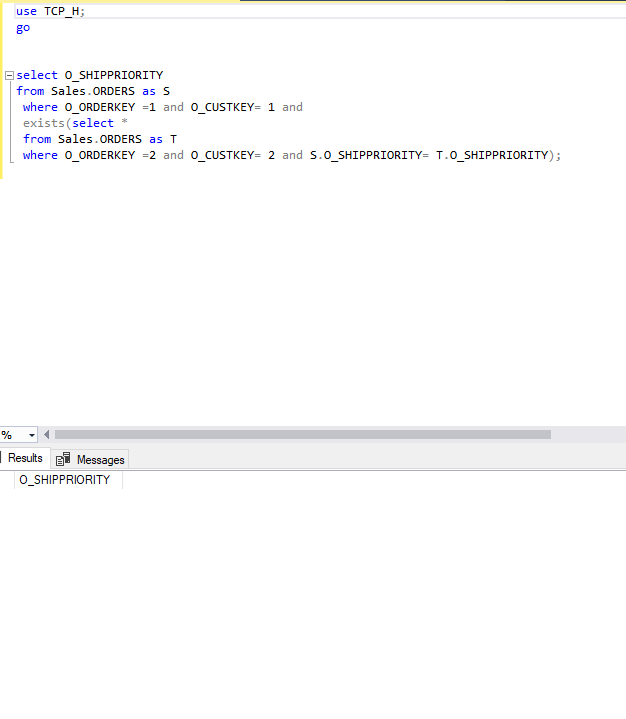 use TCP_H;
go
select O_SHIPPRIORITY
from Sales.ORDERS as S
where O_ORDERKEY =1 and O_CUSTKEY= 1 and
exists(select *
from Sales.ORDERS as T
where O_ORDERKEY =2 and O_CUSTKEY= 2 and S.O_SHIPPRIORITY= T.O_SHIPPRIORITY);
%
Results Messages
O_SHIPPRIORITY